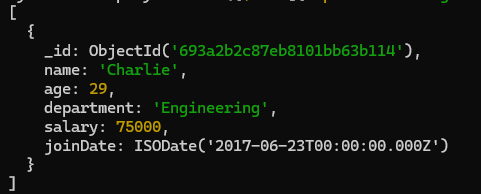 [
  {
    _id: ObjectId('693a2b2c87eb8101bb63b114'),
    name: 'Charlie',
    age: 29,
    department: 'Engineering',
    salary: 75000,
    joinDate: ISODate('2017-06-23T00:00:00.000Z')
  }
]